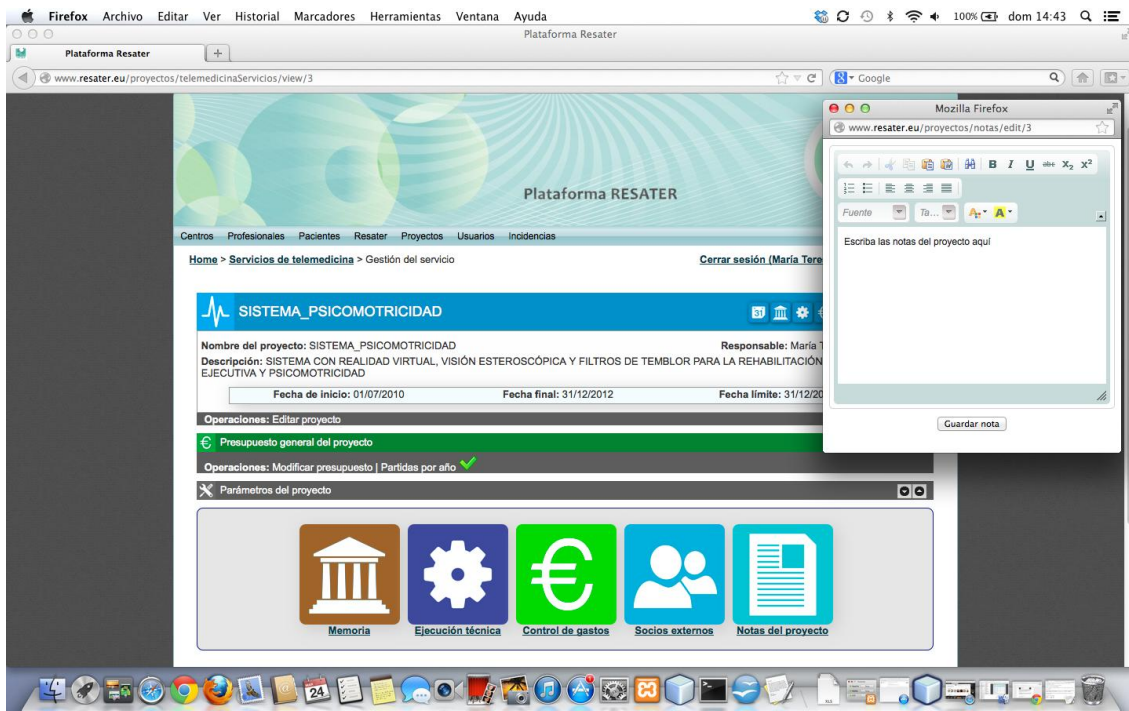 Firefox Archivo Editar Ver Historial Marcadores Herramientas Ventana Ayuda 100% dom 14:43
Plataforma Resater
Plataforma Resater
www.resater.eu/proyectos/telemedicinaServicios/view/3 Google
Plataforma RESATER
Centros Profesionales Pacientes Resater Proyectos Usuarios Incidencias
Home > Servicios de telemedicina > Gestión del servicio Cerrar sesión (María Tere
SISTEMA_PSICOMOTRICIDAD 31
Nombre del proyecto: SISTEMA_PSICOMOTRICIDAD Responsable: María T
Descripción: SISTEMA CON REALIDAD VIRTUAL, VISIÓN ESTEROSCÓPICA Y FILTROS DE TEMBLOR PARA LA REHABILITACIÓN
EJECUTIVA Y PSICOMOTRICIDAD
Fecha de inicio: 01/07/2010 Fecha final: 31/12/2012 Fecha límite: 31/12/20
Operaciones: Editar proyecto
€ Presupuesto general del proyecto
Operaciones: Modificar presupuesto | Partidas por año
Parámetros del proyecto
€
Memoria Ejecución técnica Control de gastos Socios externos Notas del proyecto
Mozilla Firefox
www.resater.eu/proyectos/notas/edit/3
B I U abc X2 X2
Fuente Ta... A A
Escriba las notas del proyecto aquí
Guardar nota
24